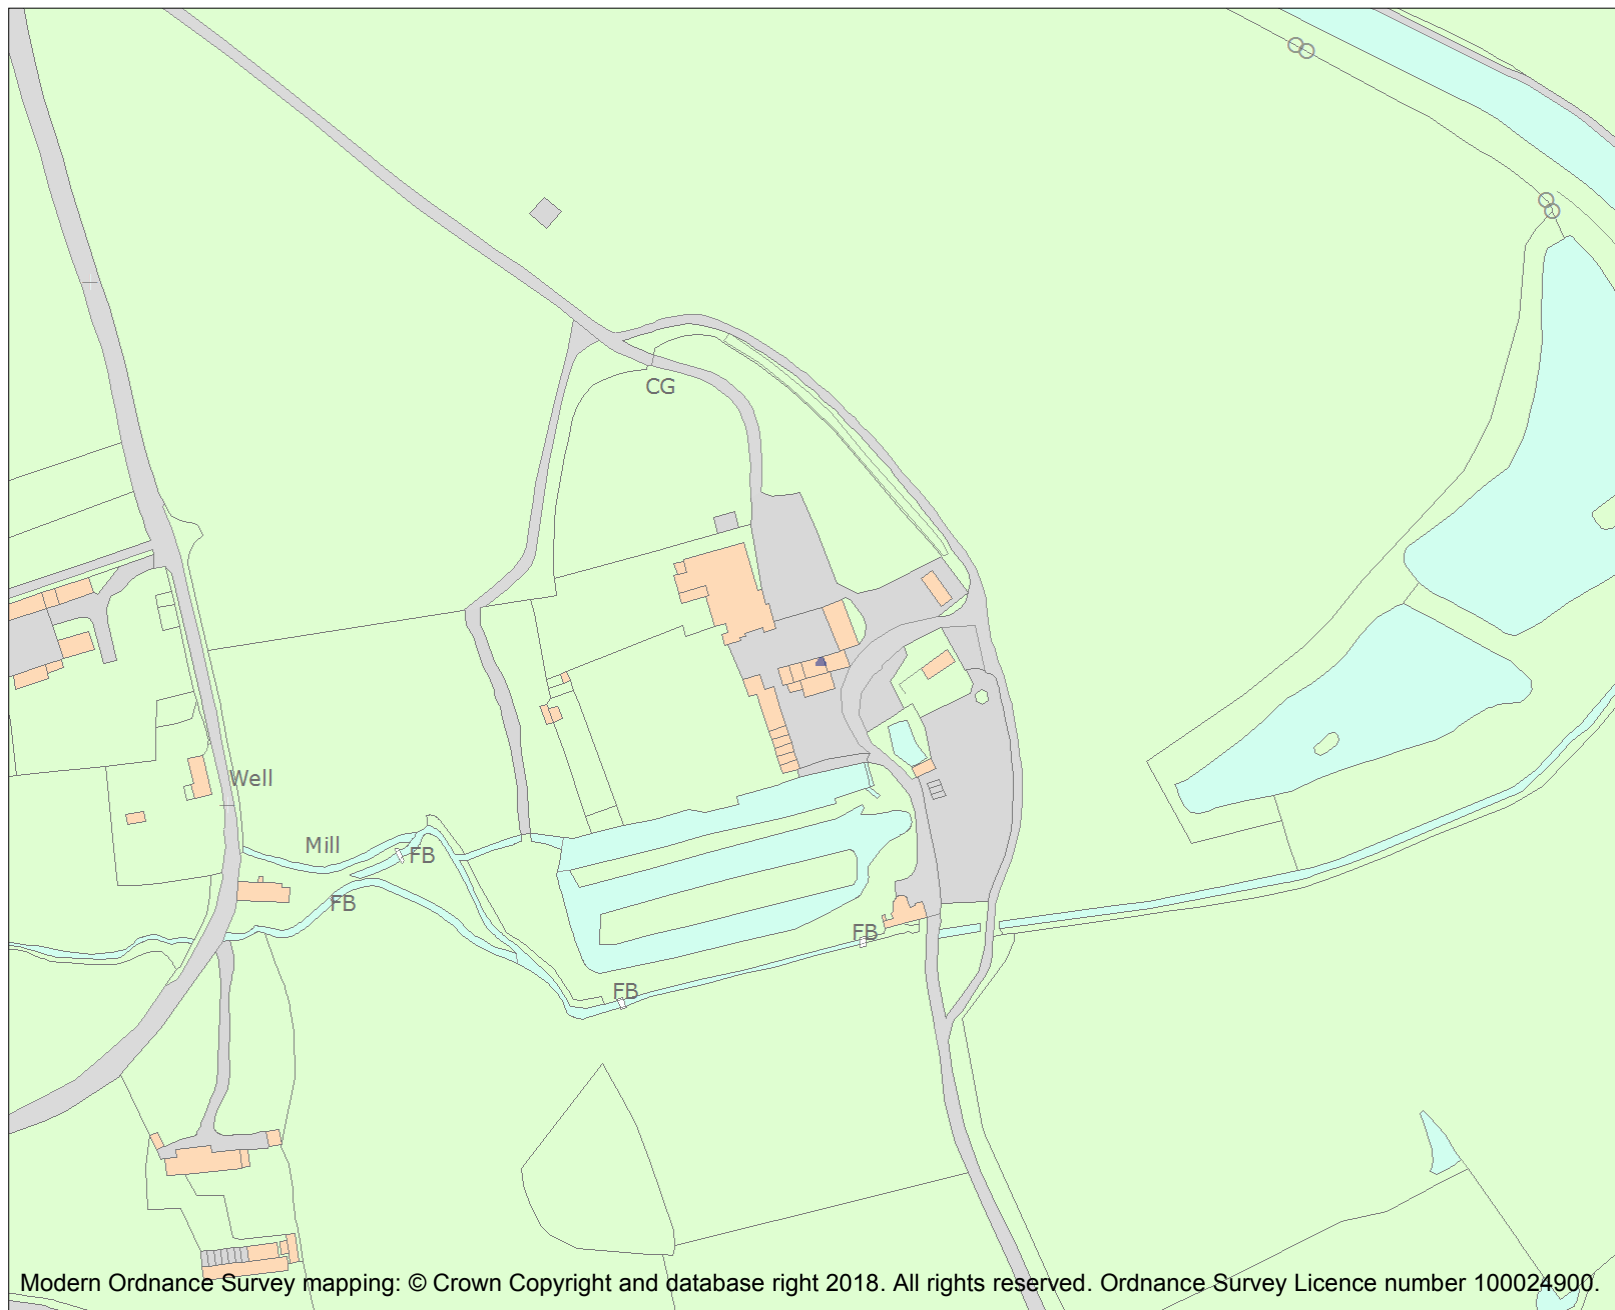 CG
Well
Mill
FB
FB
FB
FB
Modern Ordnance Survey mapping: © Crown Copyright and database right 2018. All rights reserved. Ordnance Survey Licence number 100024900.